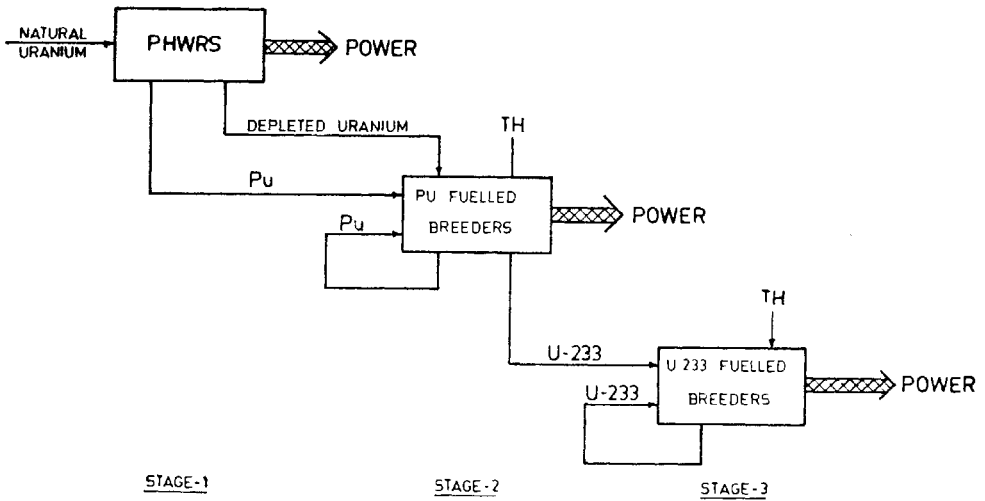 NATURAL
URANIUM
PHWRS
POWER
DEPLETED URANIUM
TH
Pu
PU FUELLED
BREEDERS
POWER
Pu
TH
U-233
U 233 FUELLED
BREEDERS
POWER
U-233
STAGE-1
STAGE-2
STAGE-3